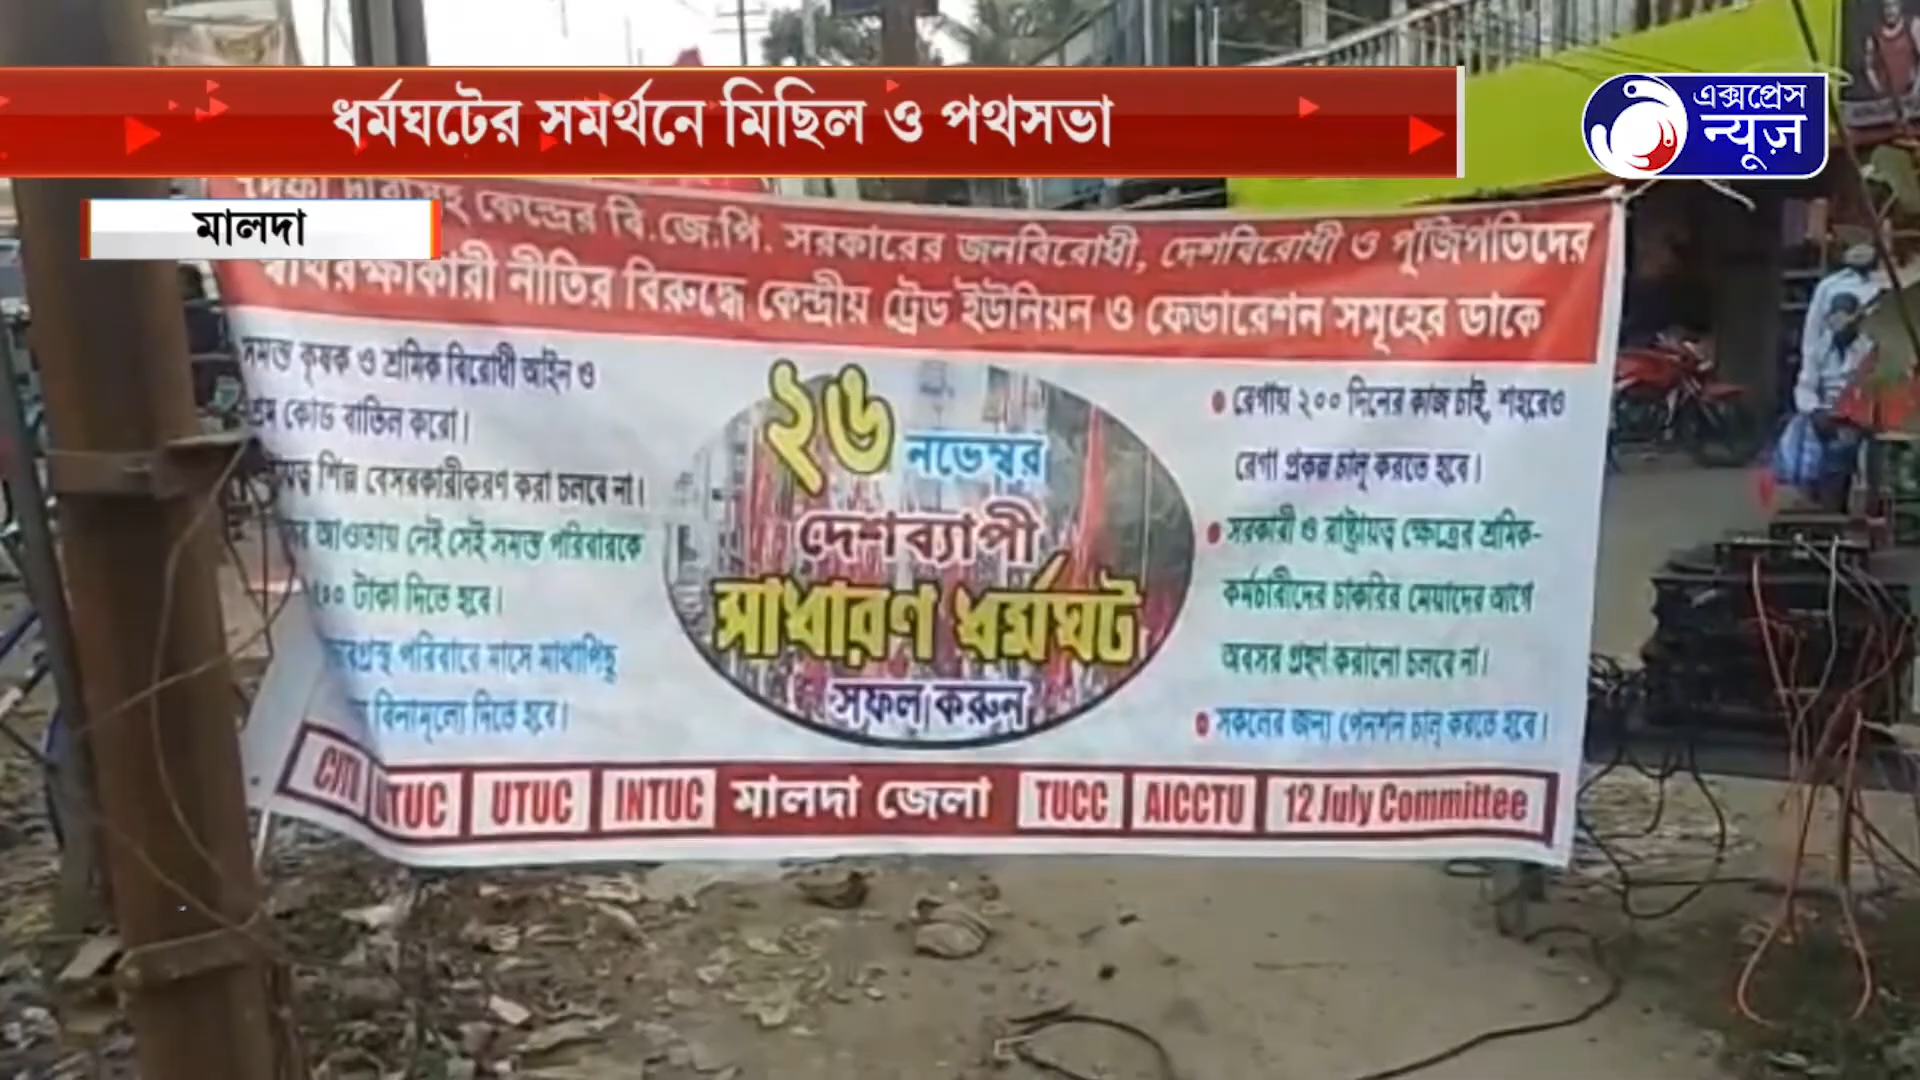 ধর্মঘটের সমর্থনে মিছিল ও পথসভা
এক্সপ্রেস
ন্যূজ়
মালদা
কেন্দ্রের বি.জে.পি. সরকারের জনবিরোধী, দেশবিরোধী ও পুঁজিপতিদের
নীতির বিরুদ্ধে কেন্দ্রীয় ট্রেড ইউনিয়ন ও ফেডারেশন সমূহের ডাকে
সমস্ত কৃষক ও শ্রমিক বিরোধী আইন ও
শ্রম কোড বাতিল করো।
শিল্প বেসরকারীকরণ করা চলবে না।
আওতায় নেই সেই সমস্ত পরিবারকে
টাকা দিতে হবে।
পরিবারে মাসে মাথাপিছু
বিনামূল্যে দিতে হবে।
২৬ নভেম্বর
দেশব্যাপী
সাধারণ ধর্মঘট
সফল করুন
রেগায় ২০০ দিনের কাজ চাই, শহরেও
রেগা প্রকল্প চালু করতে হবে।
সরকারী ও রাষ্ট্রায়ত্ব ক্ষেত্রের শ্রমিক-
কর্মচারীদের চাকরির মেয়াদের আগে
অবসর গ্রহণ করানো চলবে না।
সকলের জন্য পেনশন চালু করতে হবে।
CITU UTUC INTUC মালদা জেলা TUCC AICCTU 12 July Committee